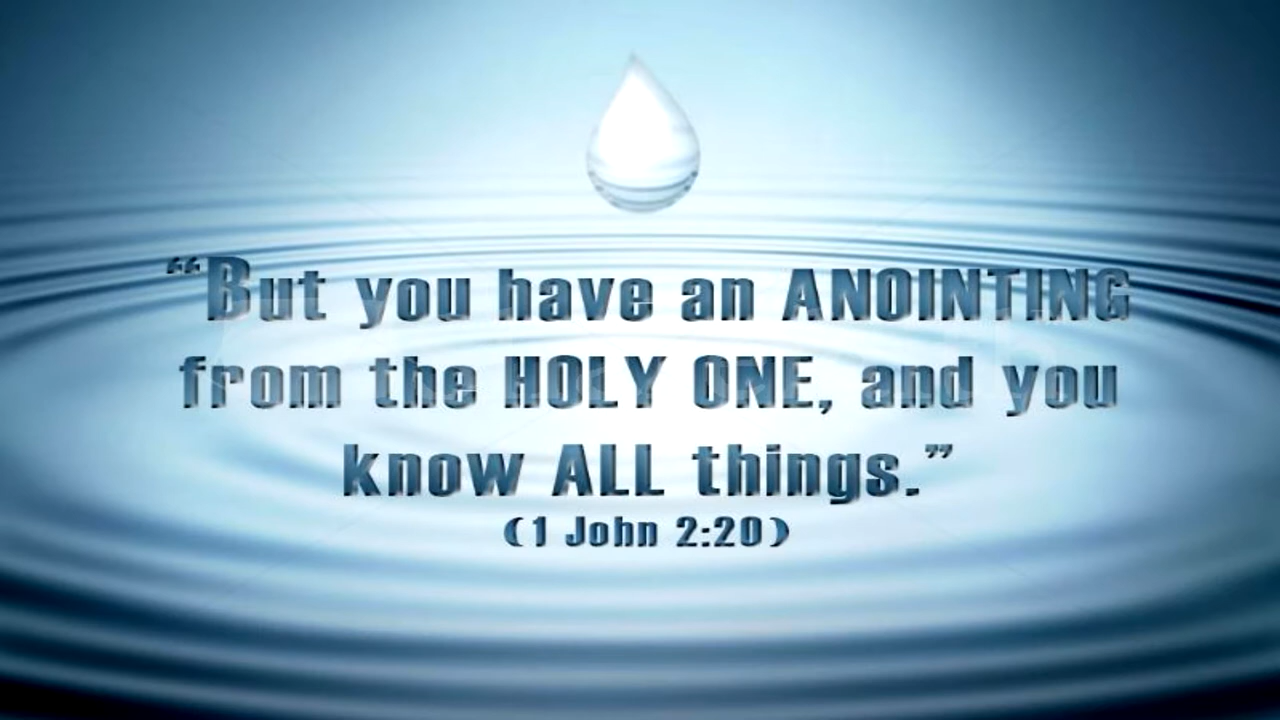 “But you have an ANOINTING
from the HOLY ONE, and you
know ALL things.”
(1 John 2:20)